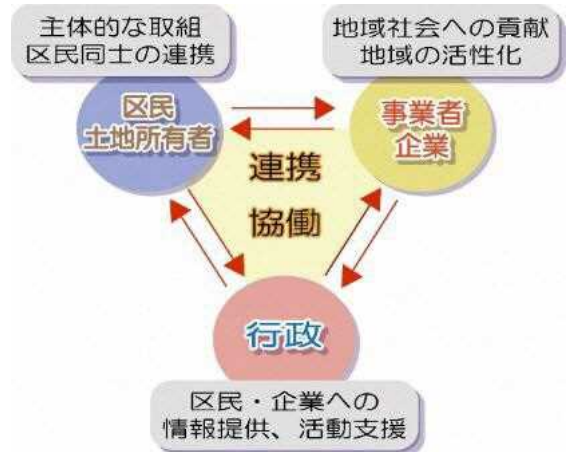 主体的な取組
区民同士の連携
地域社会への貢献
地域の活性化
区民
土地所有者
事業者
企業
連携
協働
行政
区民・企業への
情報提供、活動支援